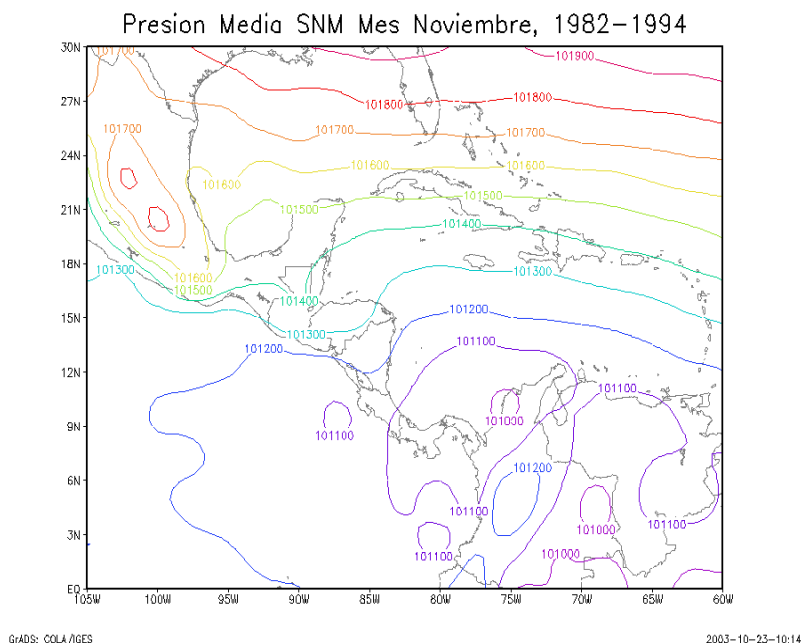 Presion Media SNM Mes Noviembre, 1982-1994
30N
101700
101900
27N
101800
101800
101700
101700
101700
24N
101600
101600
101600
101500
21N
101500
101400
18N
101300
101300
101600
101500
101400
101200
15N
101300
101200
101100
12N
101100
101000
9N
101100
101200
6N
101100
101000
101100
3N
101100
101000
EQ
105W 100W 95W 90W 85W 80W 75W 70W 65W 60W
GrADS: COLA/IGES
2003-10-23-10:14